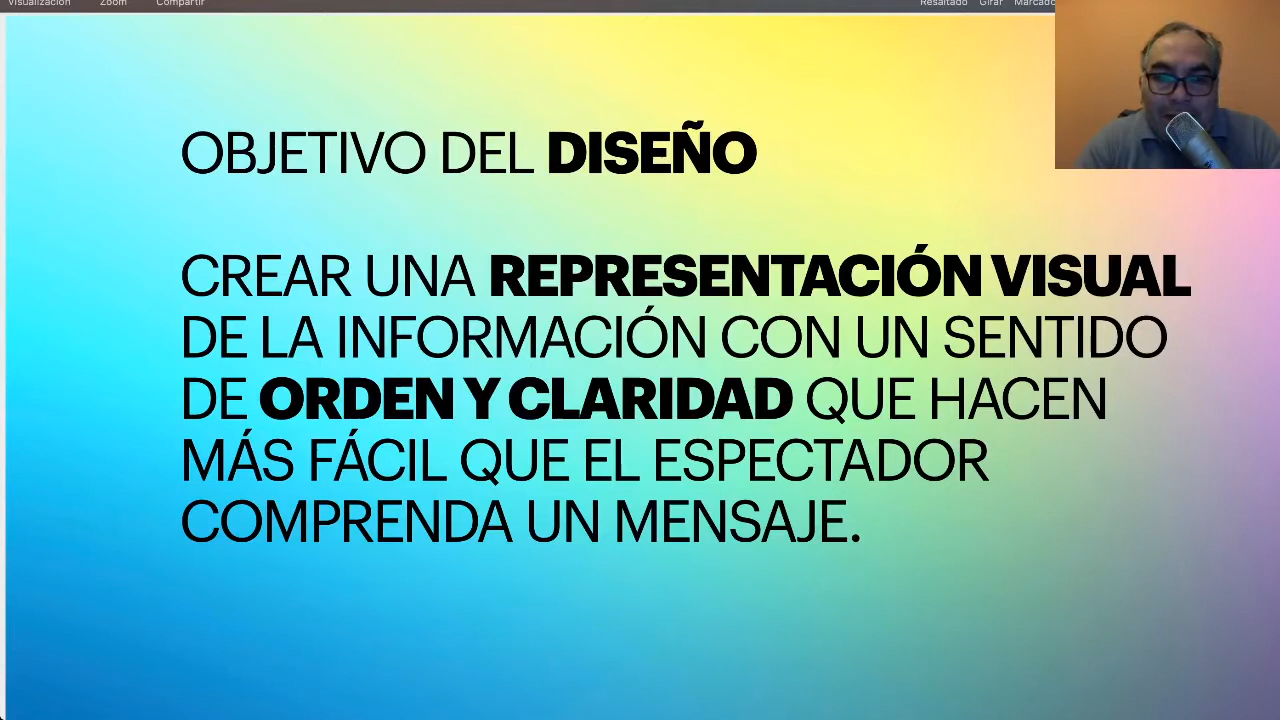 Visualización Zoom Compartir Resaltado Girar
OBJETIVO DEL DISEÑO
CREAR UNA REPRESENTACIÓN VISUAL
DE LA INFORMACIÓN CON UN SENTIDO
DE ORDEN Y CLARIDAD QUE HACEN
MÁS FÁCIL QUE EL ESPECTADOR
COMPRENDA UN MENSAJE.